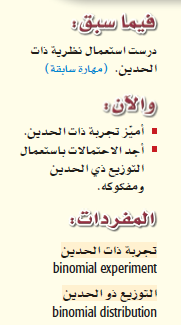 فيما سبق:
درست استعمال نظرية ذات
الحدين. (مهارة سابقة)
والآن:
أميّز تجربة ذات الحدين.
أجد الاحتمالات باستعمال
التوزيع ذي الحدين
ومفكوكه.
المفردات:
تجربة ذات الحدين
binomial experiment
التوزيع ذو الحدين
binomial distribution